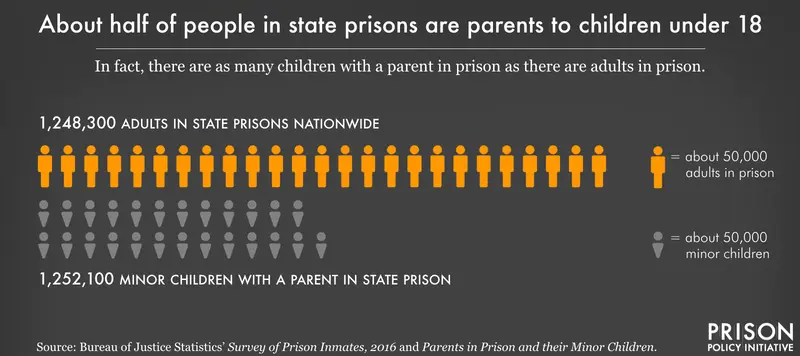 About half of people in state prisons are parents to children under 18
In fact, there are as many children with a parent in prison as there are adults in prison.
1,248,300 ADULTS IN STATE PRISONS NATIONWIDE
= about 50,000
adults in prison
= about 50,000
minor children
1,252,100 MINOR CHILDREN WITH A PARENT IN STATE PRISON
Source: Bureau of Justice Statistics’ Survey of Prison Inmates, 2016 and Parents in Prison and their Minor Children.
PRISON
POLICY INITIATIVE